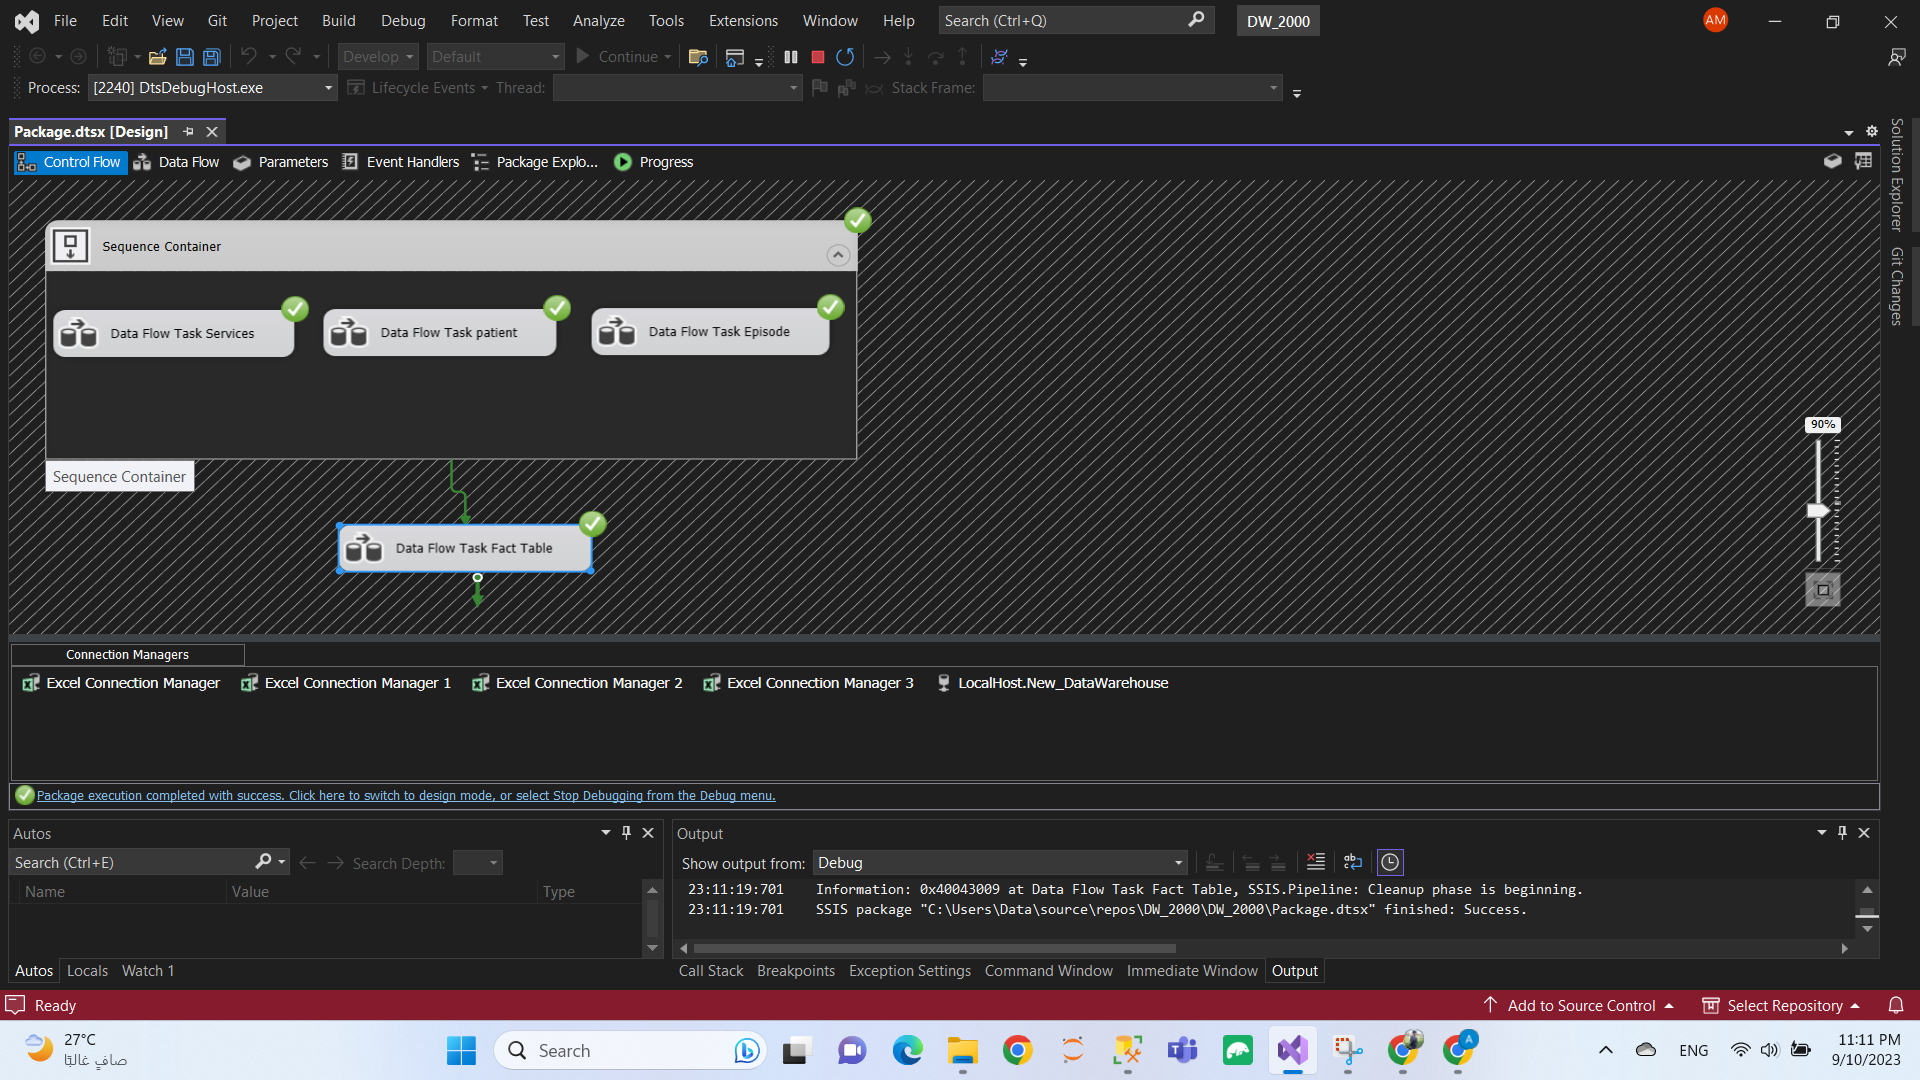 File Edit View Git Project Build Debug Format Test Analyze Tools Extensions Window Help Search (Ctrl+Q) DW_2000 AM
Develop Default Continue
Process: [2240] DtsDebugHost.exe Lifecycle Events Thread: Stack Frame:
Package.dtsx [Design]
Control Flow Data Flow Parameters Event Handlers Package Explo... Progress
Solution Explorer
Git Changes
Sequence Container
Data Flow Task Services
Data Flow Task patient
Data Flow Task Episode
90%
Sequence Container
Data Flow Task Fact Table
Connection Managers
Excel Connection Manager Excel Connection Manager 1 Excel Connection Manager 2 Excel Connection Manager 3 LocalHost.New_DataWarehouse
Package execution completed with success. Click here to switch to design mode, or select Stop Debugging from the Debug menu.
Autos
Search (Ctrl+E) Search Depth:
Name Value Type
Autos Locals Watch 1
Output
Show output from: Debug
23:11:19:701 Information: 0x40043009 at Data Flow Task Fact Table, SSIS.Pipeline: Cleanup phase is beginning.
23:11:19:701 SSIS package "C:\Users\Data\source\repos\DW_2000\DW_2000\Package.dtsx" finished: Success.
Call Stack Breakpoints Exception Settings Command Window Immediate Window Output
Ready Add to Source Control Select Repository
27°C
صافٍ غالبًا
Search
A
ENG
11:11 PM
9/10/2023